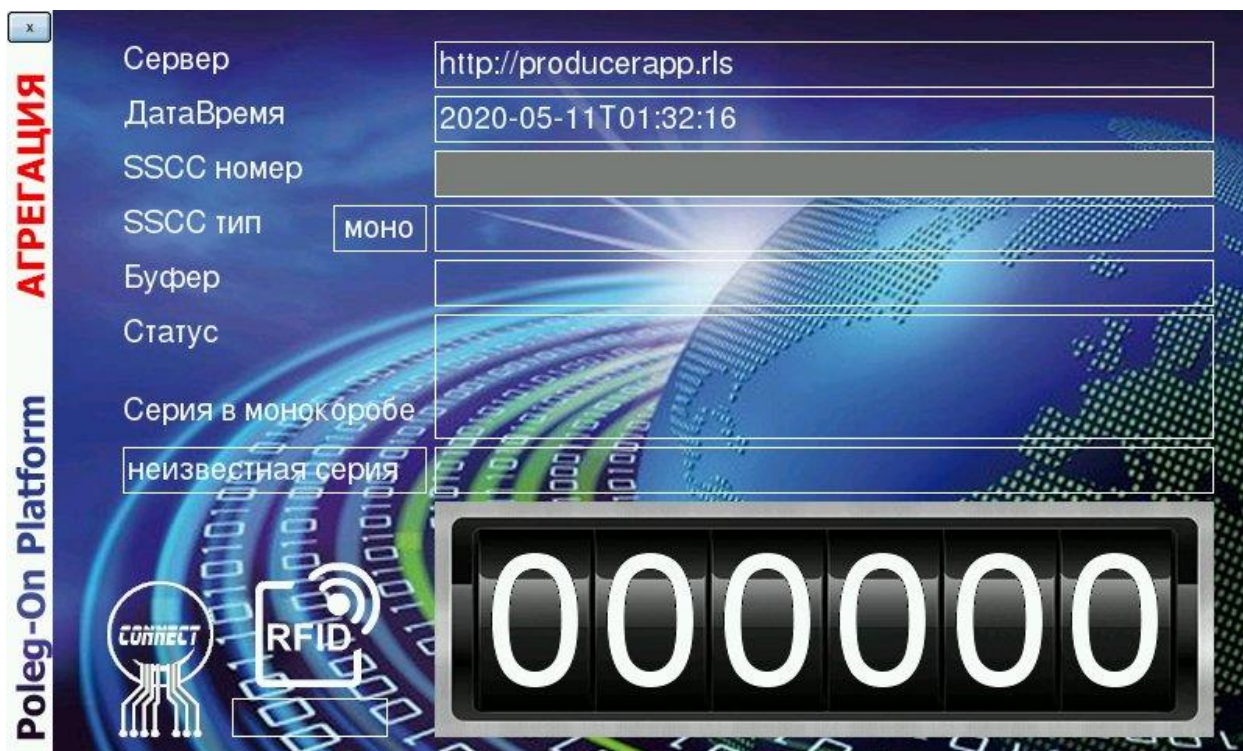 x
АГРЕГАЦИЯ
Poleg-On Platform
Сервер http://producerapp.rls
ДатаВремя 2020-05-11T01:32:16
SSCC номер
SSCC тип моно
Буфер
Статус
Серия в монокоробе
неизвестная серия
000000
CONNECT
RFID